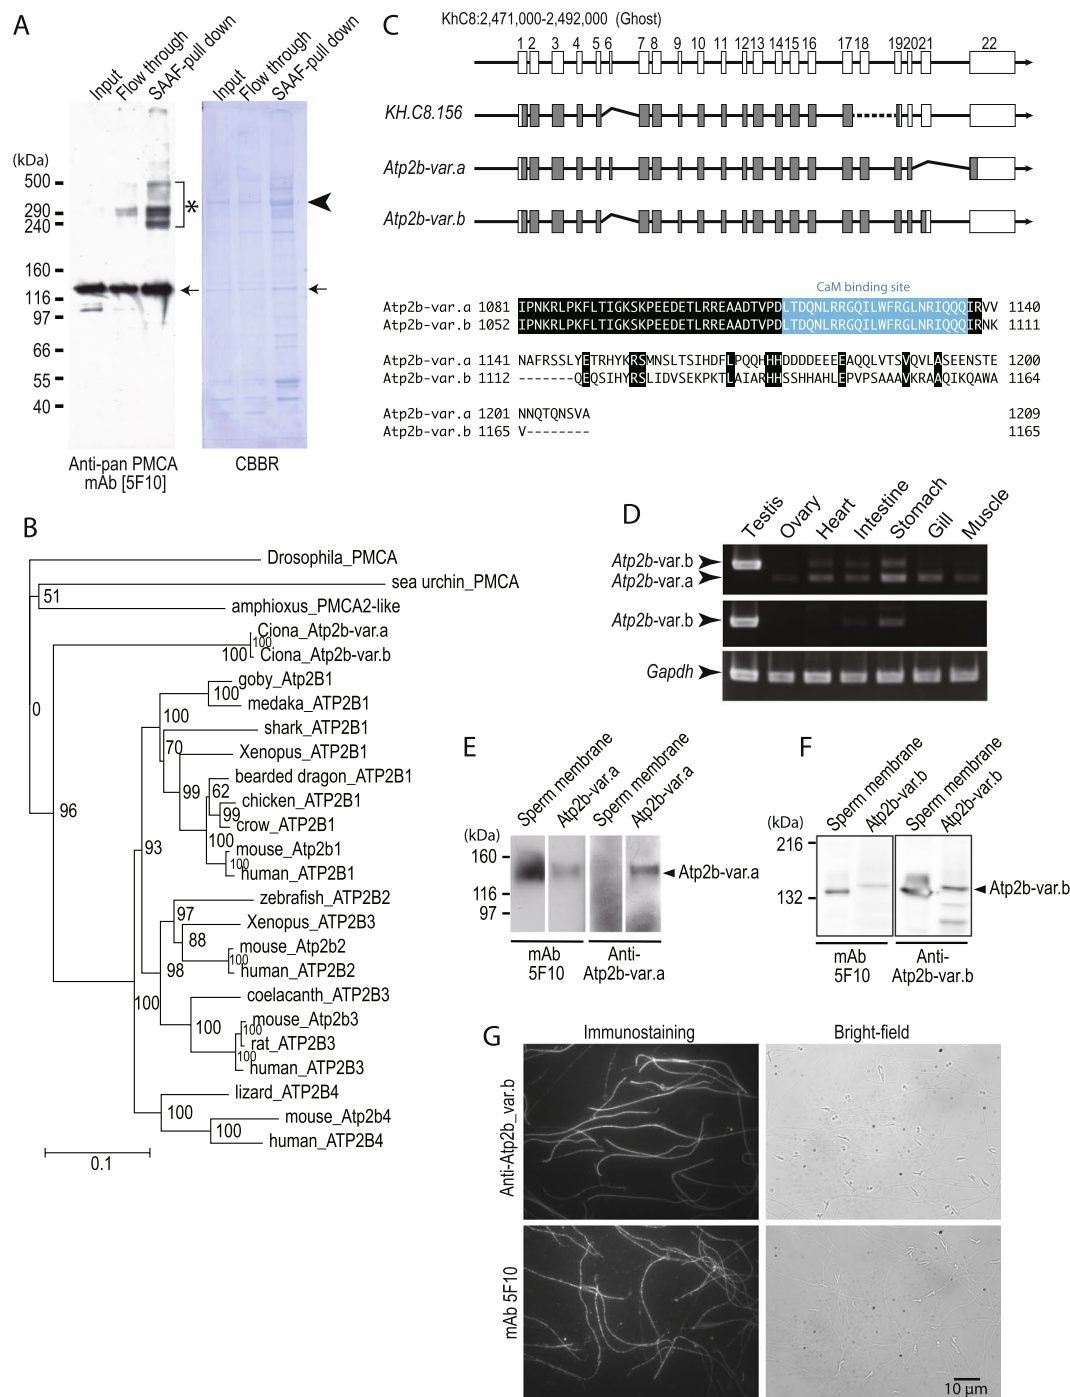 A
Input
Flow through
SAAF-pull down
Input
Flow through
SAAF-pull down
(kDa)
500
290
240
160
116
97
66
55
40
*
Anti-pan PMCA
mAb [5F10]
CBBR
B
Drosophila_PMCA
sea urchin_PMCA
51
amphioxus_PMCA2-like
Ciona_Atp2b-var.a
100
100
Ciona_Atp2b-var.b
goby_Atp2B1
100
medaka_ATP2B1
0
100
shark_ATP2B1
70
Xenopus_ATP2B1
bearded dragon_ATP2B1
99
62
chicken_ATP2B1
99
96
crow_ATP2B1
100
93
mouse_Atp2b1
100
human_ATP2B1
zebrafish_ATP2B2
97
Xenopus_ATP2B3
88
mouse_Atp2b2
100
98
human_ATP2B2
100
coelacanth_ATP2B3
100
mouse_Atp2b3
100
rat_ATP2B3
100
human_ATP2B3
lizard_ATP2B4
100
mouse_Atp2b4
100
human_ATP2B4
0.1
C
KhC8:2,471,000-2,492,000 (Ghost)
1 2 3 4 5 6 7 8 9 10 11 12 13 14 15 16 17 18 19 20 21 22
KH.C8.156
Atp2b-var.a
Atp2b-var.b
CaM binding site
Atp2b-var.a 1081 IPNKRLPKFLTIGKSKPEEDETLRREAADTVPDLTDQNLRRGQILWFRGLNRIQQQIRVV 1140
Atp2b-var.b 1052 IPNKRLPKFLTIGKSKPEEDETLRREAADTVPDLTDQNLRRGQILWFRGLNRIQQQIRNK 1111
Atp2b-var.a 1141 NAFRSSLYETRHYKRSMNSLTSIHDFLPQQHHHDDDDEEEEAQQLVTSVQVLASEENSTE 1200
Atp2b-var.b 1112 -------QEQSIHYRSLIDVSEKPKTLAIARHHSSHHAHLEPVPSAAAVKRAAQIKQAWA 1164
Atp2b-var.a 1201 NNQTQNSVA 1209
Atp2b-var.b 1165 V-------- 1165
D
Testis
Ovary
Heart
Intestine
Stomach
Gill
Muscle
Atp2b-var.b
Atp2b-var.a
Atp2b-var.b
Gapdh
E
Sperm membrane
Atp2b-var.a
Sperm membrane
Atp2b-var.a
(kDa)
160
116
97
Atp2b-var.a
mAb
5F10
Anti-
Atp2b-var.a
F
Sperm membrane
Atp2b-var.b
Sperm membrane
Atp2b-var.b
(kDa)
216
132
Atp2b-var.b
mAb
5F10
Anti-
Atp2b-var.b
G
Immunostaining
Bright-field
Anti-Atp2b_var.b
mAb 5F10
10 μm